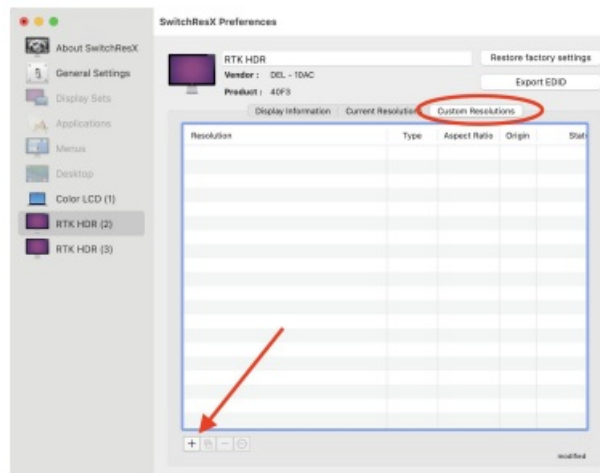 SwitchResX Preferences
About SwitchResX
General Settings
Display Sets
Applications
Menus
Desktop
Color LCD (1)
RTK HDR (2)
RTK HDR (3)
RTK HDR
Vendor : DEL - 10AC
Product : 40F3
Restore factory settings
Export EDID
Display Information Current Resolution Custom Resolutions
Resolution Type Aspect Ratio Origin Stat
modified